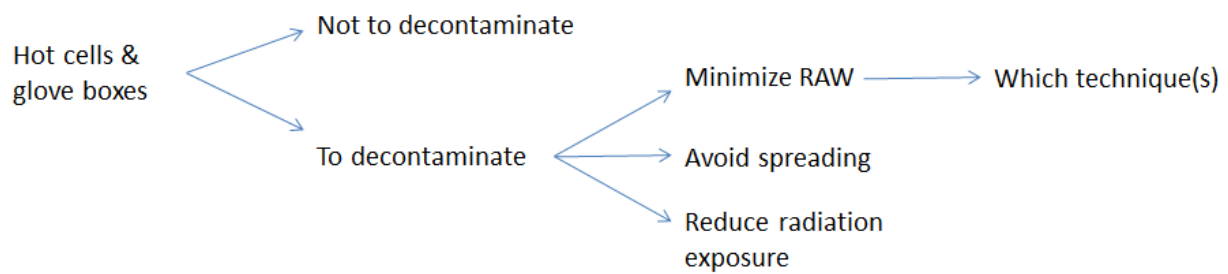 Hot cells &
glove boxes
Not to decontaminate
To decontaminate
Minimize RAW
Which technique(s)
Avoid spreading
Reduce radiation
exposure